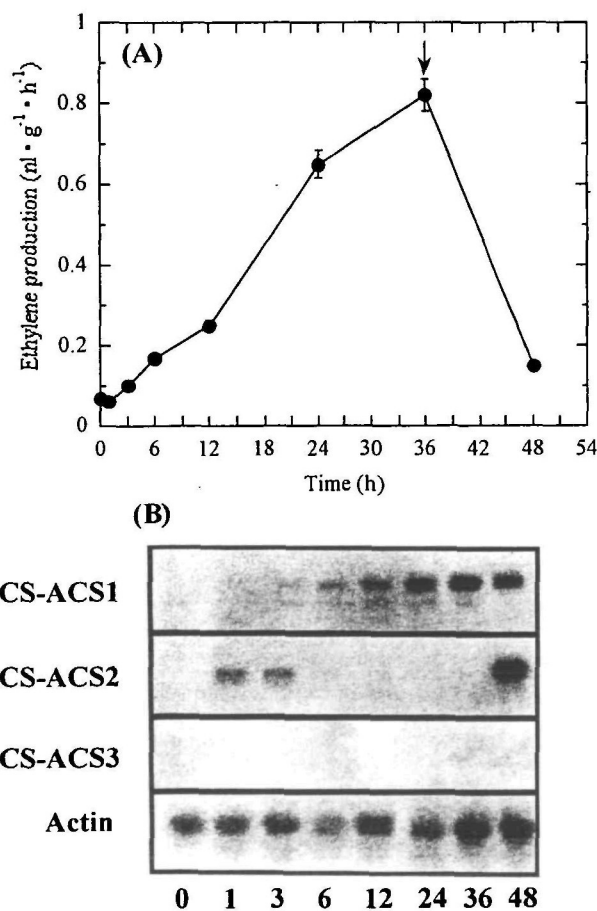 (A)
Ethylene production (nl · g⁻¹ · h⁻¹)
1
0.8
0.6
0.4
0.2
0
0 6 12 18 24 30 36 42 48 54
Time (h)
(B)
CS-ACS1
CS-ACS2
CS-ACS3
Actin
0 1 3 6 12 24 36 48